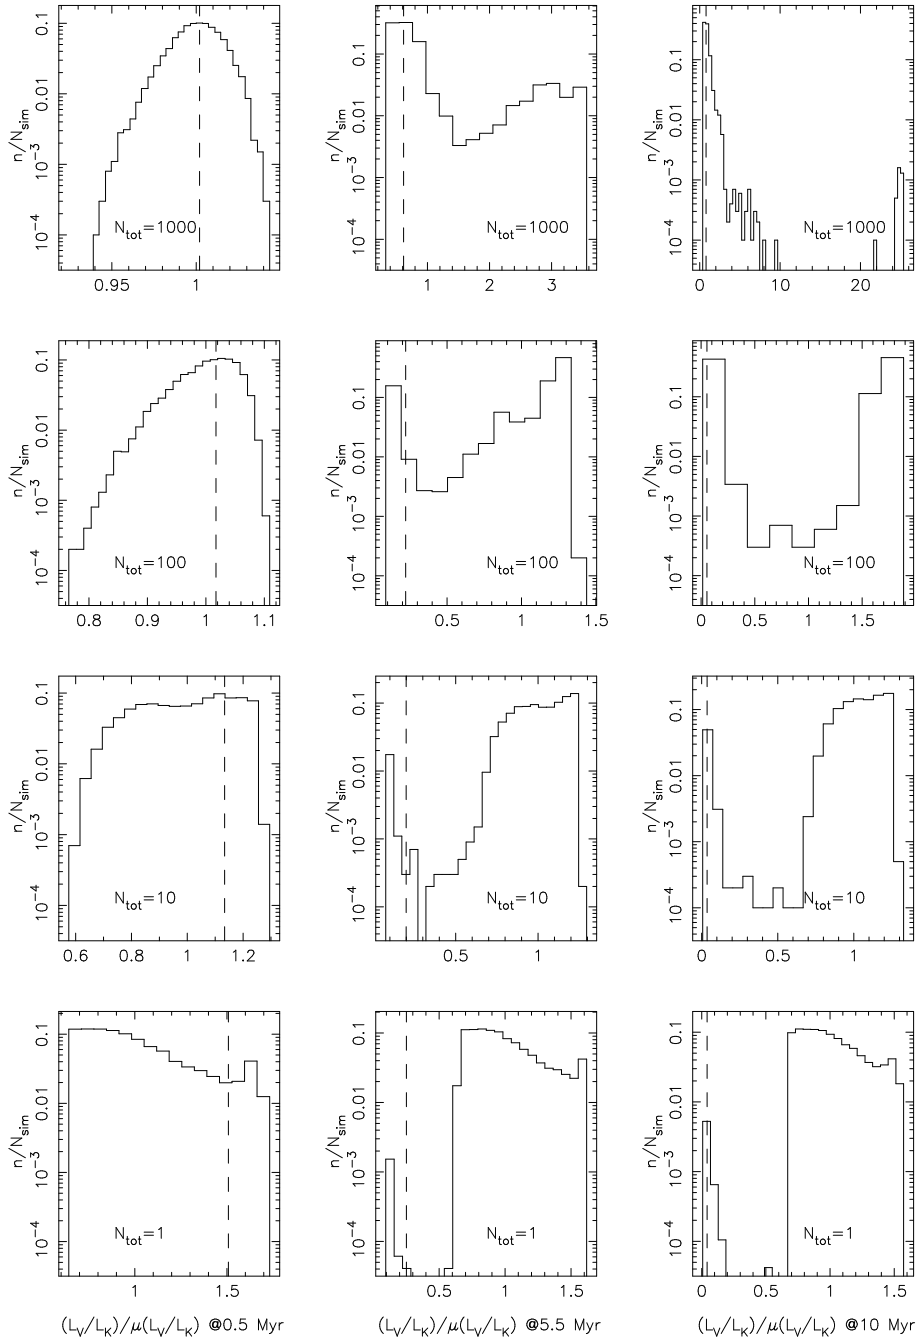 n/N_sim
0.1
0.01
10^-3
10^-4
N_tot=1000
0.95 1
n/N_sim
0.1
0.01
10^-3
10^-4
N_tot=1000
1 2 3
n/N_sim
0.1
0.01
10^-3
10^-4
N_tot=1000
0 10 20
n/N_sim
0.1
0.01
10^-3
10^-4
N_tot=100
0.8 0.9 1 1.1
n/N_sim
0.1
0.01
10^-3
10^-4
N_tot=100
0.5 1 1.5
n/N_sim
0.1
0.01
10^-3
10^-4
N_tot=100
0 0.5 1 1.5
n/N_sim
0.1
0.01
10^-3
10^-4
N_tot=10
0.6 0.8 1 1.2
n/N_sim
0.1
0.01
10^-3
10^-4
N_tot=10
0.5 1
n/N_sim
0.1
0.01
10^-3
10^-4
N_tot=10
0 0.5 1
n/N_sim
0.1
0.01
10^-3
10^-4
N_tot=1
1 1.5
n/N_sim
0.1
0.01
10^-3
10^-4
N_tot=1
0.5 1 1.5
n/N_sim
0.1
0.01
10^-3
10^-4
N_tot=1
0 0.5 1 1.5
(L_V/L_K)/μ(L_V/L_K) @0.5 Myr
(L_V/L_K)/μ(L_V/L_K) @5.5 Myr
(L_V/L_K)/μ(L_V/L_K) @10 Myr